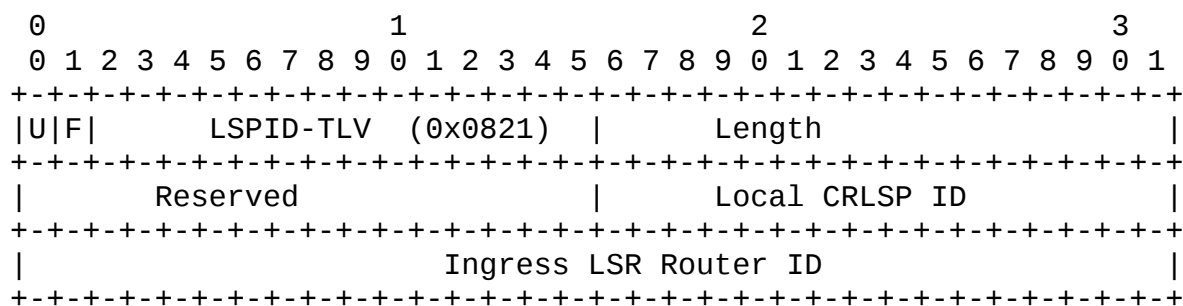 0                   1                   2                   3
0 1 2 3 4 5 6 7 8 9 0 1 2 3 4 5 6 7 8 9 0 1 2 3 4 5 6 7 8 9 0 1
+-+-+-+-+-+-+-+-+-+-+-+-+-+-+-+-+-+-+-+-+-+-+-+-+-+-+-+-+-+-+-+-+
|U|F|      LSPID-TLV  (0x0821)  |      Length                   |
+-+-+-+-+-+-+-+-+-+-+-+-+-+-+-+-+-+-+-+-+-+-+-+-+-+-+-+-+-+-+-+-+
|       Reserved                |      Local CRLSP ID           |
+-+-+-+-+-+-+-+-+-+-+-+-+-+-+-+-+-+-+-+-+-+-+-+-+-+-+-+-+-+-+-+-+
|                       Ingress LSR Router ID                   |
+-+-+-+-+-+-+-+-+-+-+-+-+-+-+-+-+-+-+-+-+-+-+-+-+-+-+-+-+-+-+-+-+